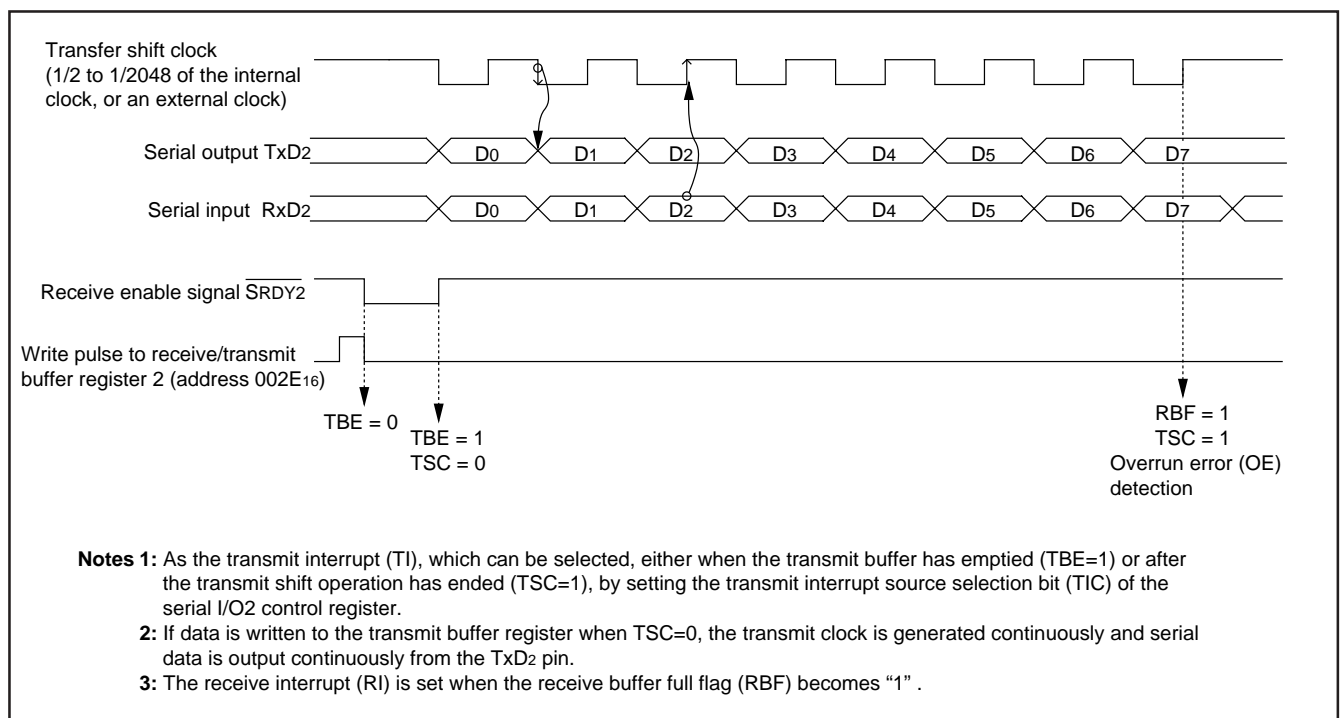 Transfer shift clock
(1/2 to 1/2048 of the internal
clock, or an external clock)
Serial output TxD2
D0 D1 D2 D3 D4 D5 D6 D7
Serial input RxD2
D0 D1 D2 D3 D4 D5 D6 D7
Receive enable signal SRDY2
Write pulse to receive/transmit
buffer register 2 (address 002E16)
TBE = 0
TBE = 1
TSC = 0
RBF = 1
TSC = 1
Overrun error (OE)
detection
Notes 1: As the transmit interrupt (TI), which can be selected, either when the transmit buffer has emptied (TBE=1) or after
the transmit shift operation has ended (TSC=1), by setting the transmit interrupt source selection bit (TIC) of the
serial I/O2 control register.
2: If data is written to the transmit buffer register when TSC=0, the transmit clock is generated continuously and serial
data is output continuously from the TxD2 pin.
3: The receive interrupt (RI) is set when the receive buffer full flag (RBF) becomes “1” .